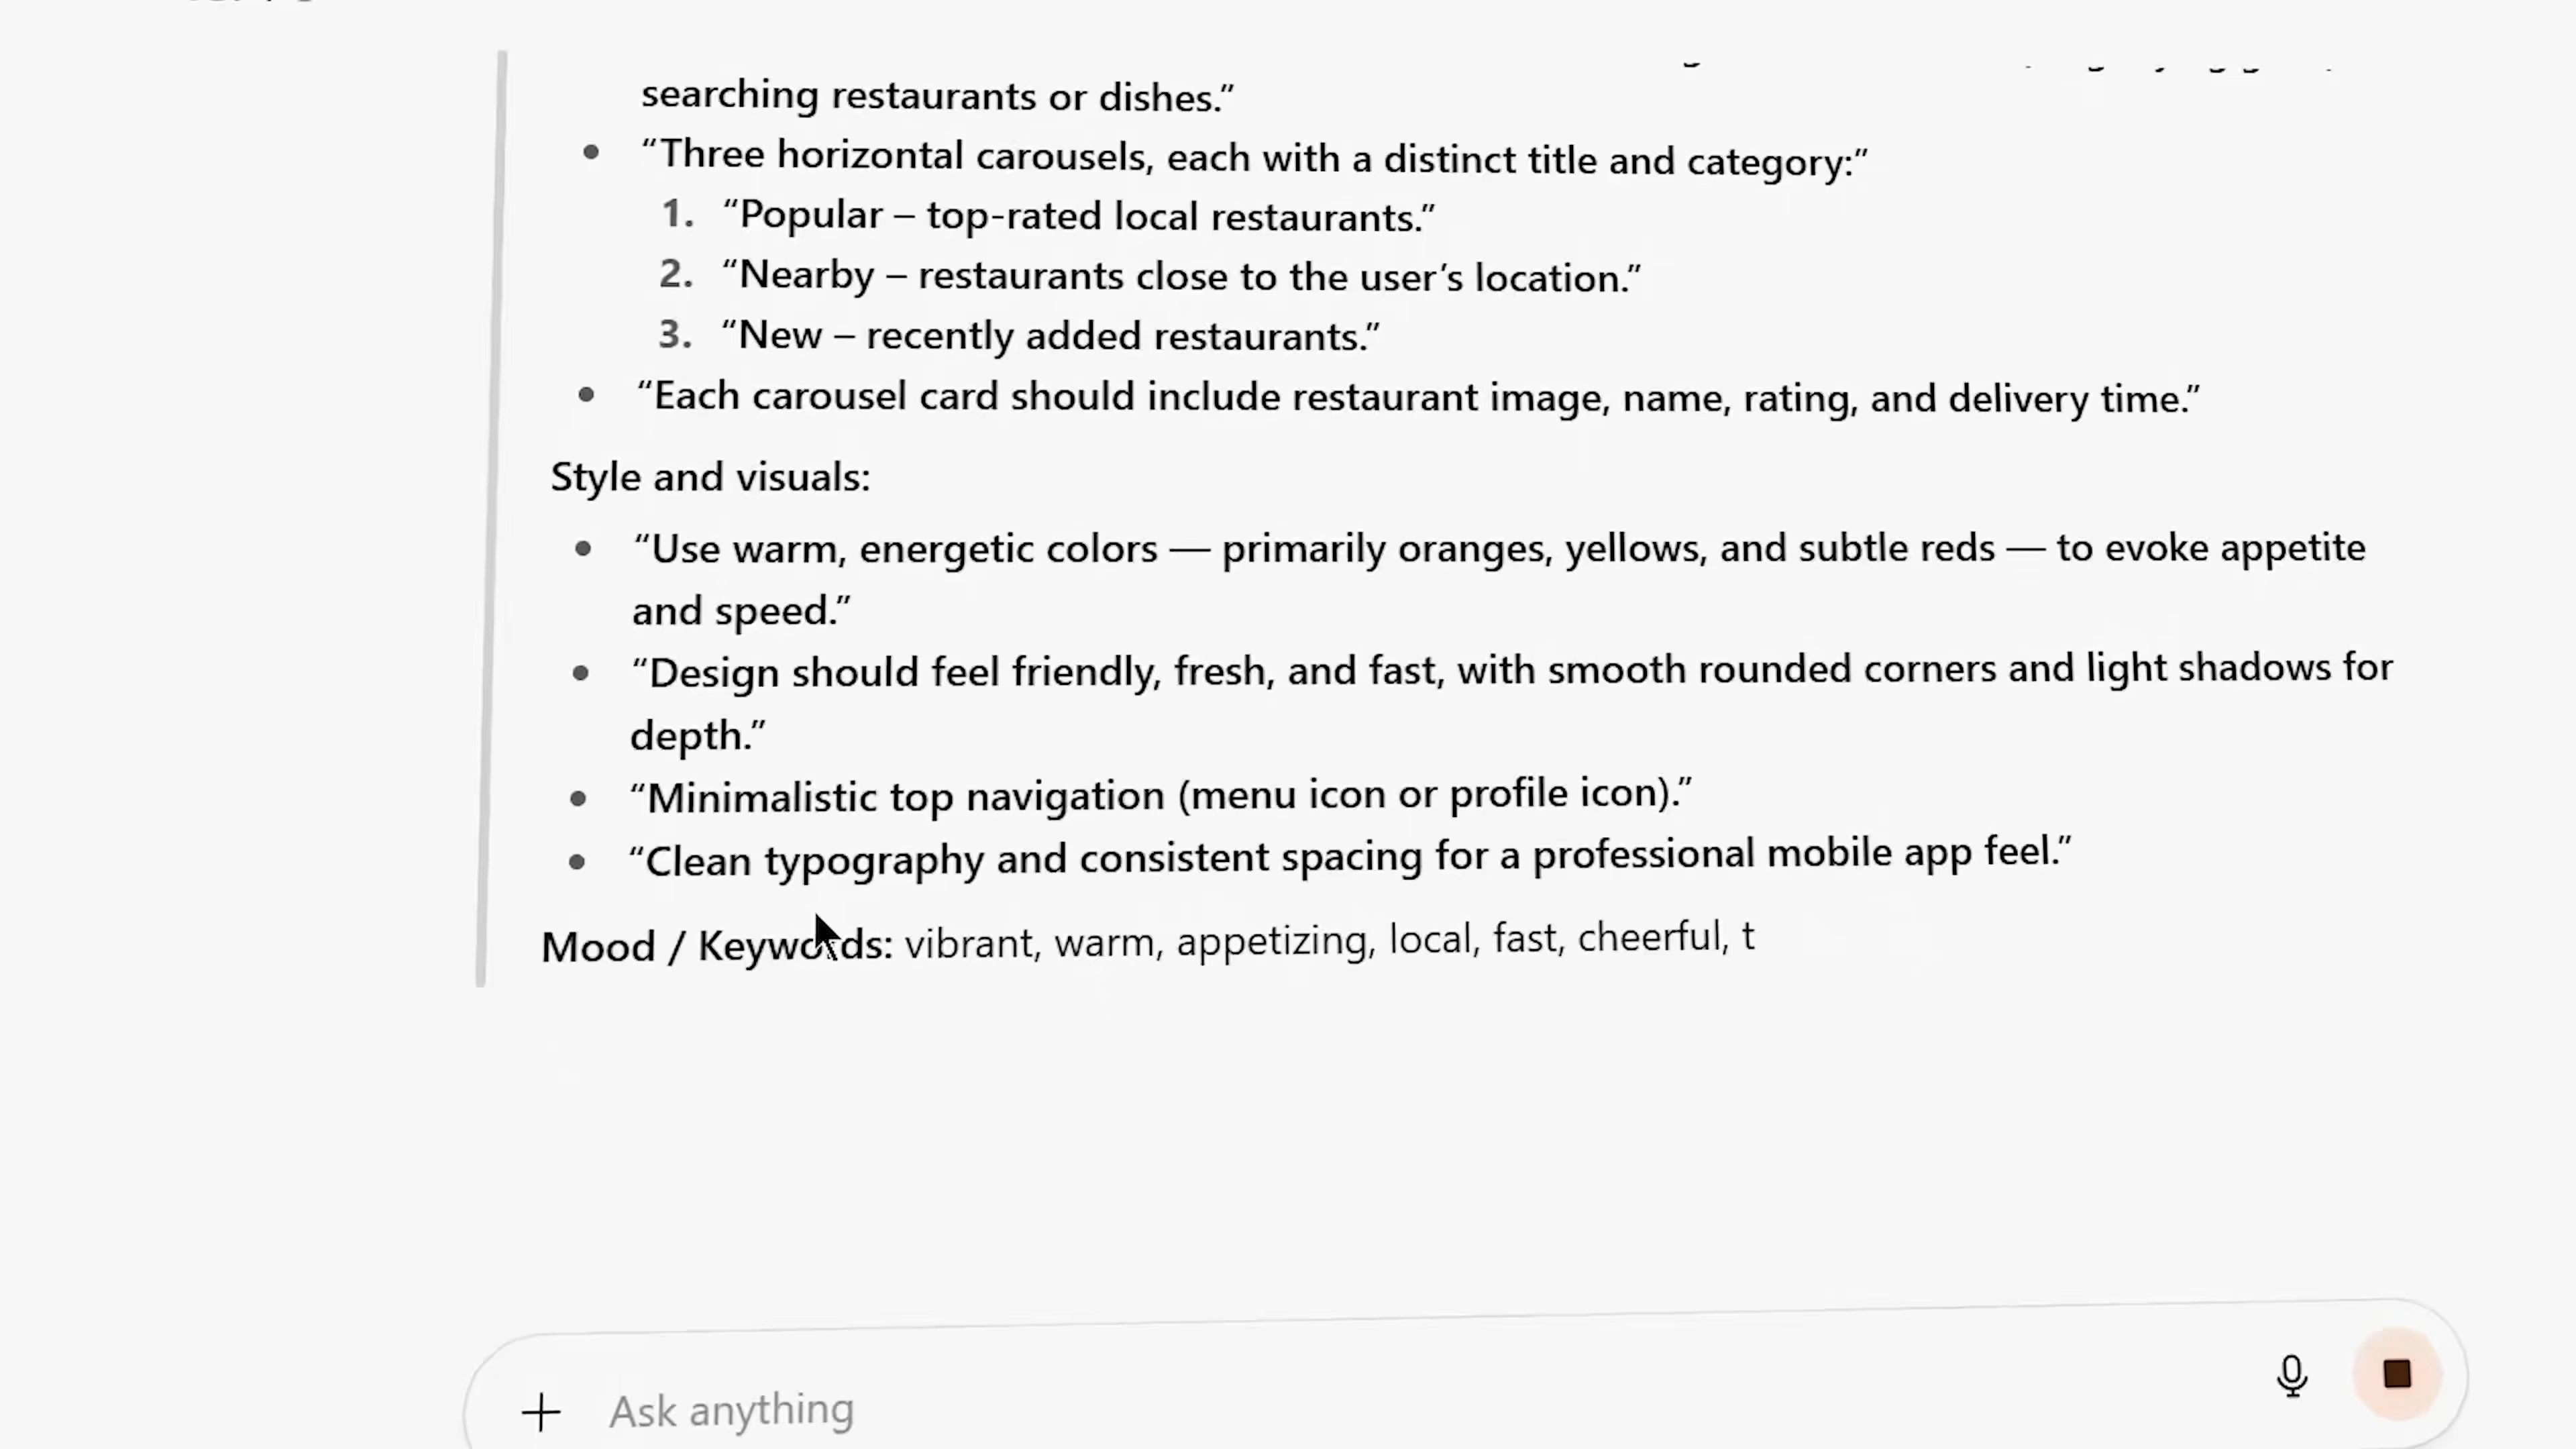 searching restaurants or dishes.”
• “Three horizontal carousels, each with a distinct title and category:”
1. “Popular – top-rated local restaurants.”
2. “Nearby – restaurants close to the user’s location.”
3. “New – recently added restaurants.”
• “Each carousel card should include restaurant image, name, rating, and delivery time.”
Style and visuals:
• “Use warm, energetic colors — primarily oranges, yellows, and subtle reds — to evoke appetite
and speed.”
• “Design should feel friendly, fresh, and fast, with smooth rounded corners and light shadows for
depth.”
• “Minimalistic top navigation (menu icon or profile icon).”
• “Clean typography and consistent spacing for a professional mobile app feel.”
Mood / Keywords: vibrant, warm, appetizing, local, fast, cheerful, t
Ask anything